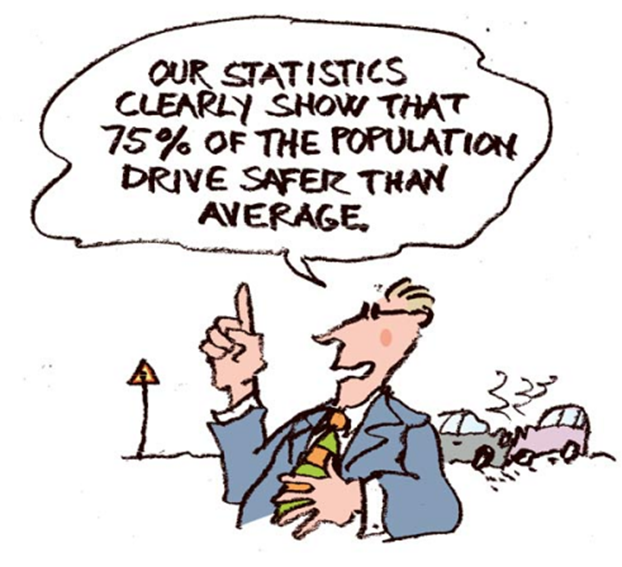 OUR STATISTICS
CLEARLY SHOW THAT
75% OF THE POPULATION
DRIVE SAFER THAN
AVERAGE.